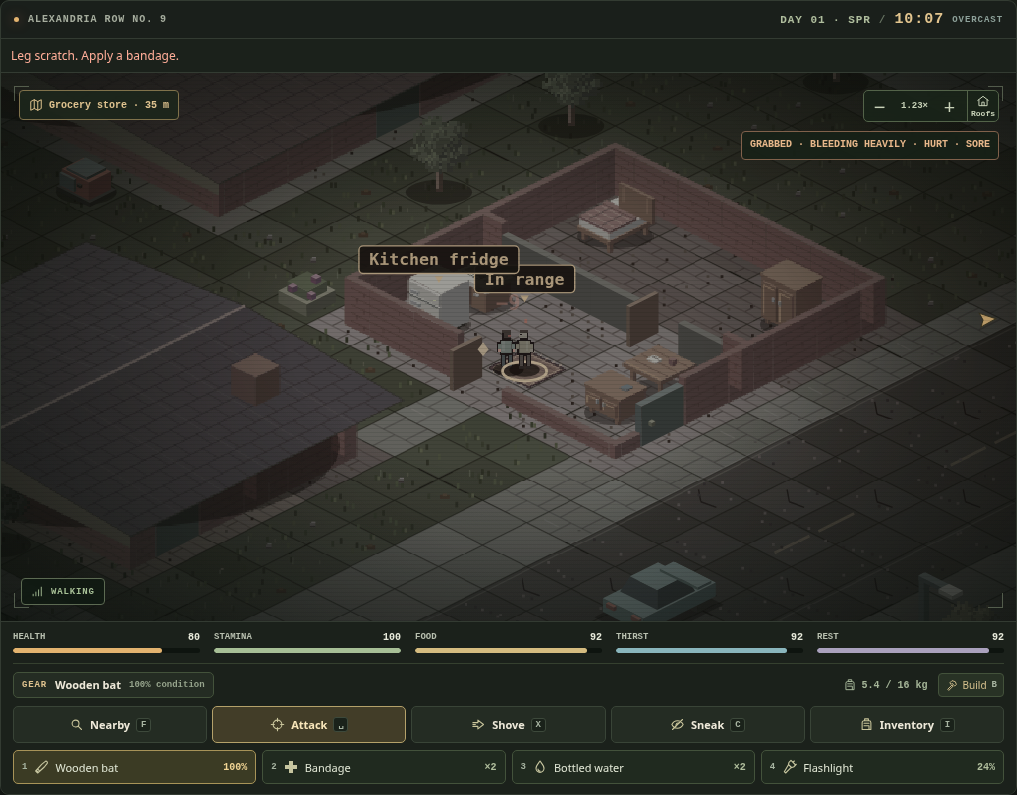 ALEXANDRIA ROW NO. 9
DAY 01 · SPR / 10:07 OVERCAST
Leg scratch. Apply a bandage.
Grocery store · 35 m
1.23×
Roofs
GRABBED · BLEEDING HEAVILY · HURT · SORE
Kitchen fridge
In range
WALKING
HEALTH 80
STAMINA 100
FOOD 92
THIRST 92
REST 92
GEAR Wooden bat 100% condition
5.4 / 16 kg
Build B
Nearby F
Attack ␣
Shove X
Sneak C
Inventory I
1 Wooden bat 100%
2 Bandage ×2
3 Bottled water ×2
4 Flashlight 24%